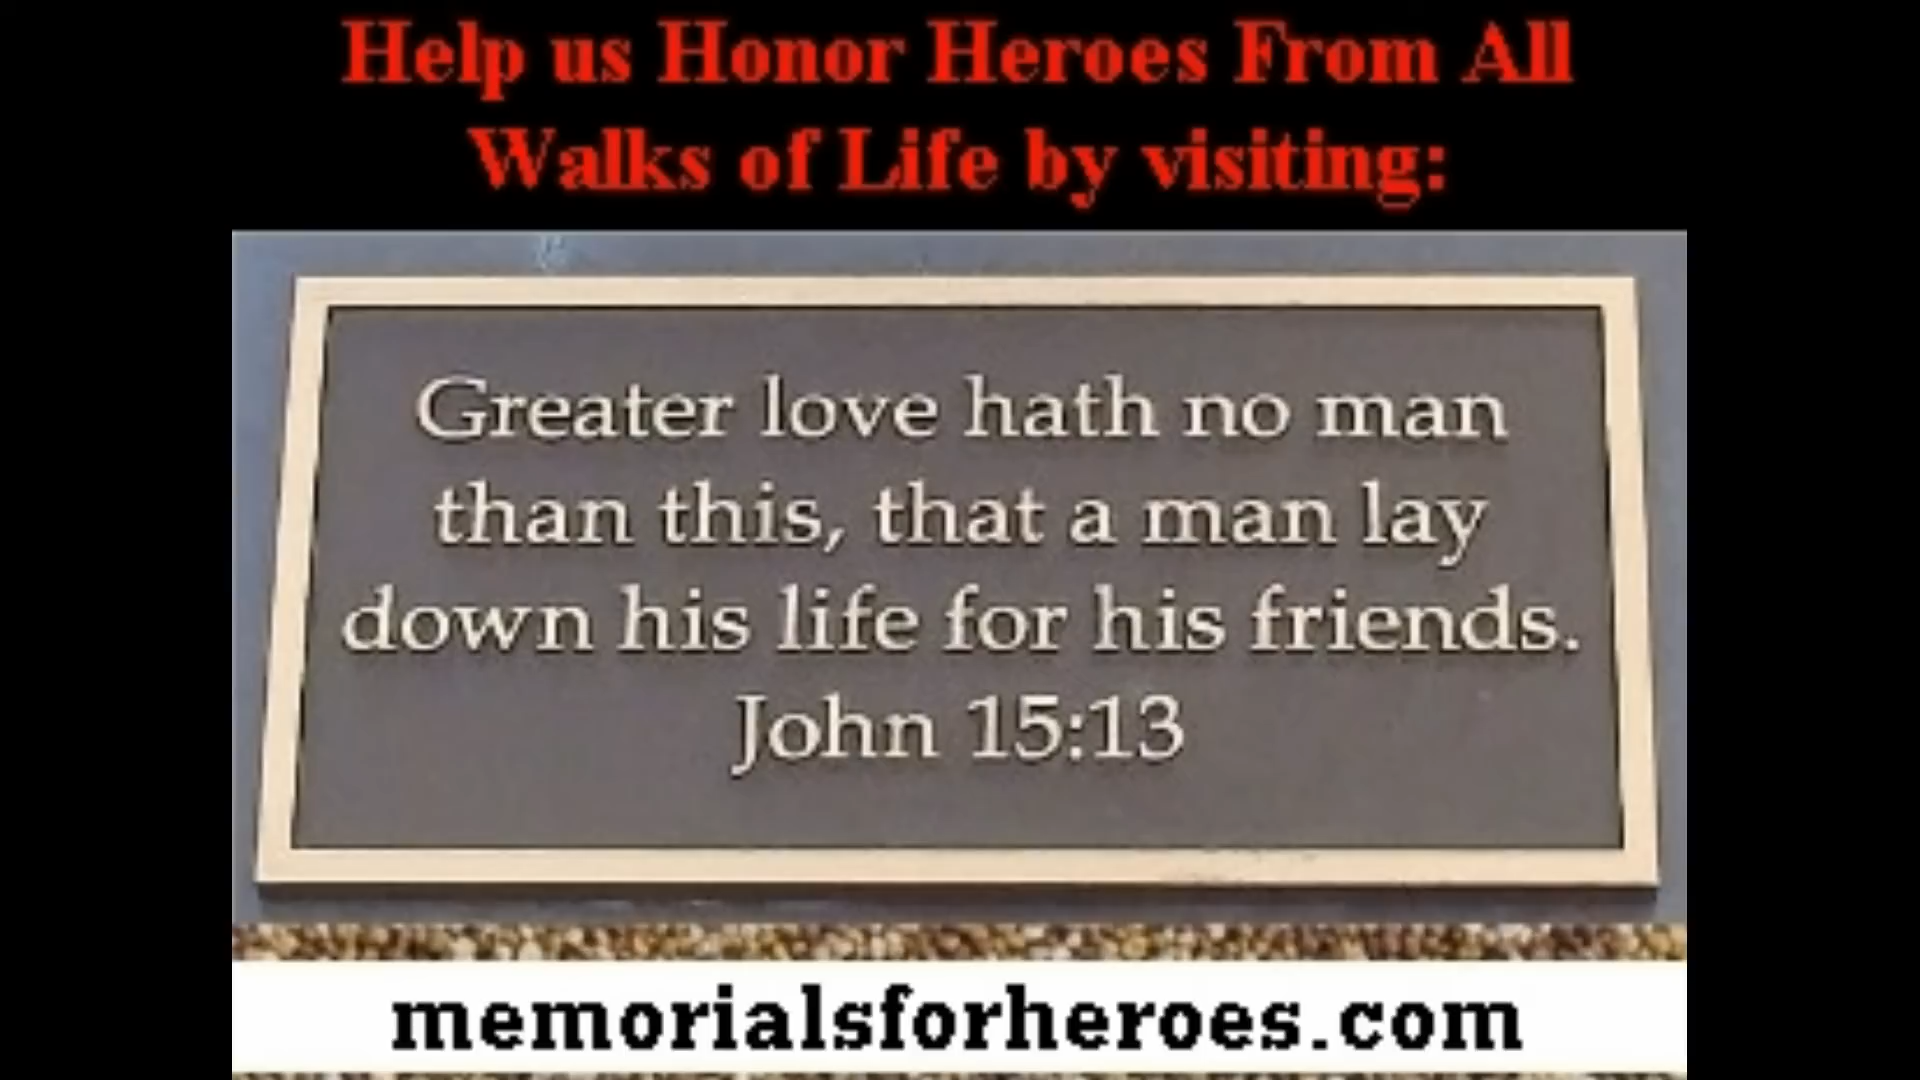 Help us Honor Heroes From All
Walks of Life by visiting:
Greater love hath no man
than this, that a man lay
down his life for his friends.
John 15:13
memorialsforheroes.com